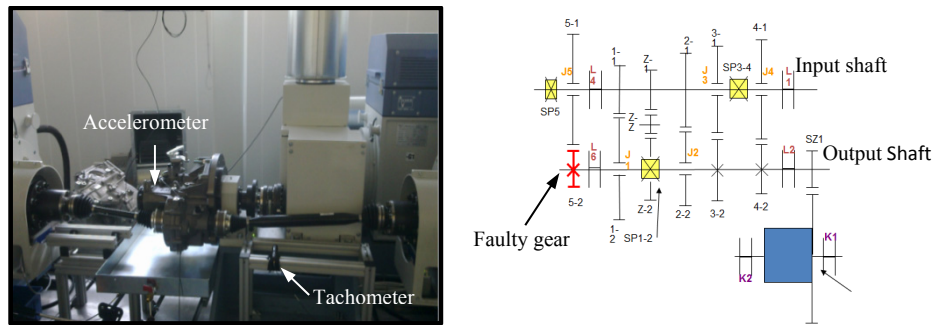 Accelerometer
Tachometer
5-1
4-1
3-1
2-1
1-1
Z-1
J5
L4
J3
SP3-4
J4
L1
Input shaft
SP5
Z-Z
SZ1
L6
J1
J2
L2
Output Shaft
5-2
Z-2
2-2
3-2
4-2
1-2
SP1-2
Faulty gear
K1
K2